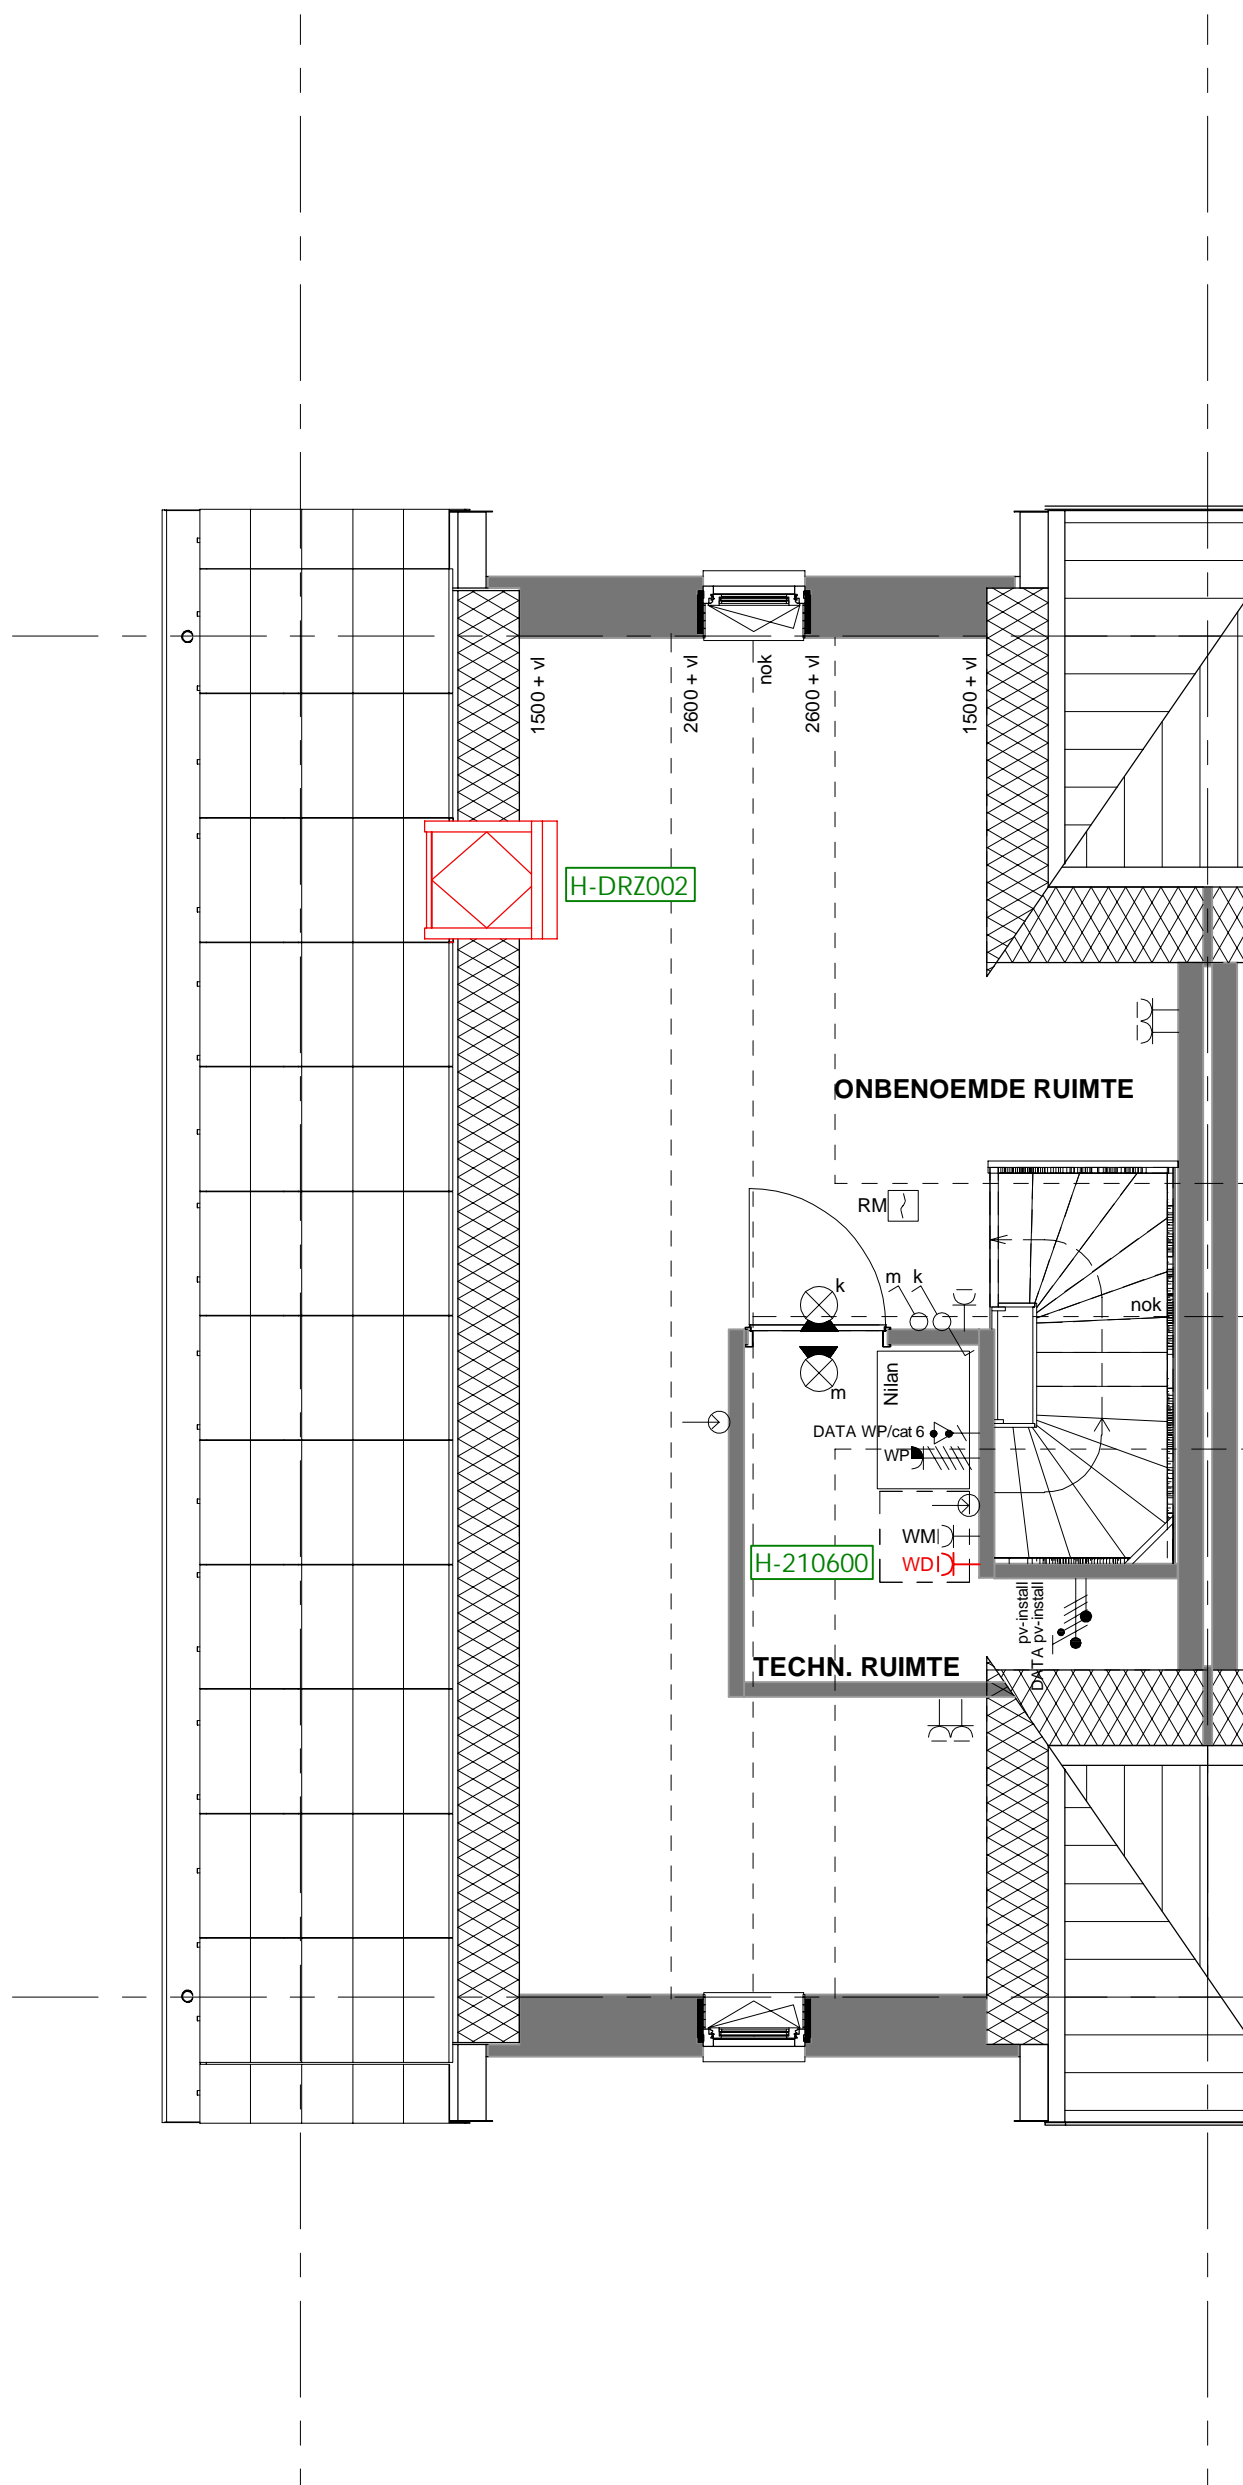 1500 + vl
2600 + vl
nok
2600 + vl
1500 + vl
H-DRZ002
ONBENOEMDE RUIMTE
RM
k
m k
nok
m
Nilan
DATA WP/cat 6
WP
WM
H-210600
WD
pv-install
DATA pv-install
TECHN. RUIMTE